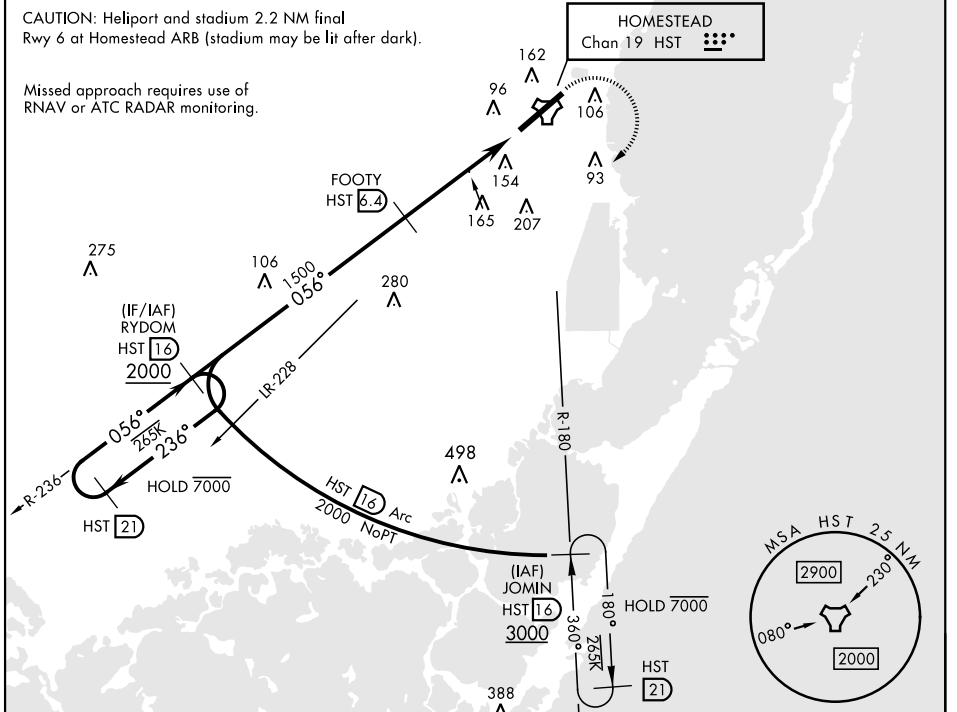 CAUTION: Heliport and stadium 2.2 NM final
Rwy 6 at Homestead ARB (stadium may be lit after dark).
HOMESTEAD
Chan 19 HST
Missed approach requires use of
RNAV or ATC RADAR monitoring.
162
96
106
154
93
FOOTY
HST 6.4
165
207
275
106
1500
056°
280
(IF/IAF)
RYDOM
HST 16
2000
LR-228
R-180
056°
265K
236°
R-236
HOLD 7000
HST 21
498
HST 16 Arc
2000 NoPT
(IAF)
JOMIN
HST 16
3000
360°
180°
265K
HOLD 7000
HST
21
388
MSA HST 25 NM
2900
230°
080°
2000